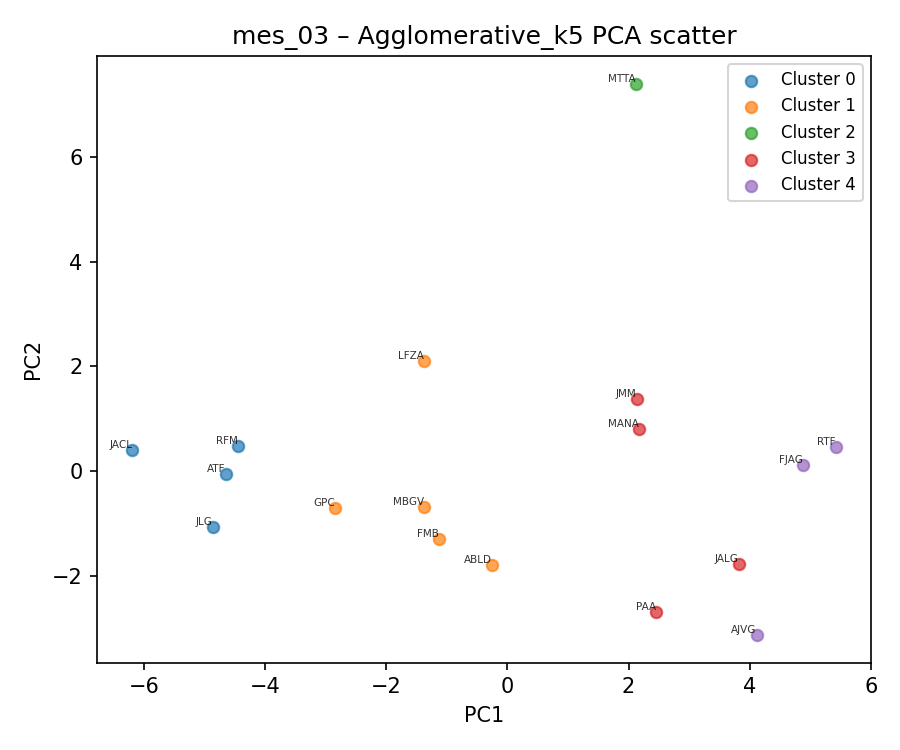 mes_03 – Agglomerative_k5 PCA scatter
MTTA
Cluster 0
Cluster 1
Cluster 2
Cluster 3
Cluster 4
6
4
2
0
−2
PC2
LFZA
JMM
MANA
JACL
RFM
RTF
ATF
FJAG
GPC
MBGV
JLG
FMB
ABLD
JALG
PAA
AJVG
−6
−4
−2
0
2
4
6
PC1